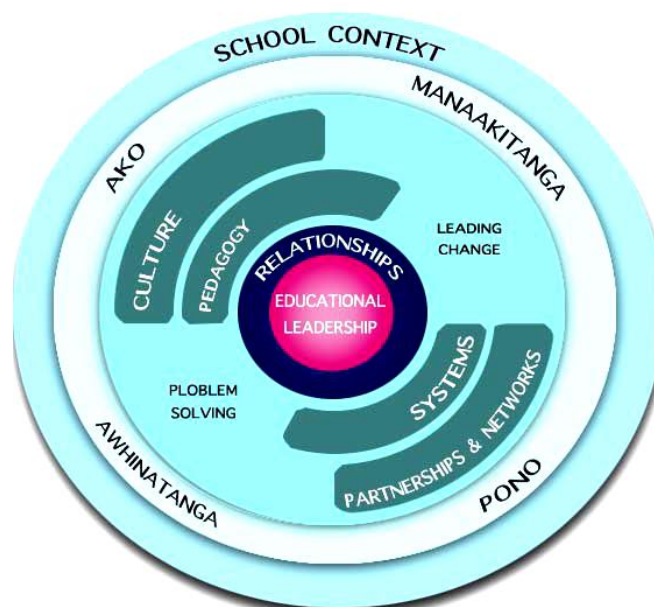 SCHOOL CONTEXT
MANAAKITANGA
AKO
CULTURE
PEDAGOGY
RELATIONSHIPS
LEADING
CHANGE
EDUCATIONAL
LEADERSHIP
PLOBLEM
SOLVING
SYSTEMS
PARTNERSHIPS & NETWORKS
AWHINATANGA
PONO